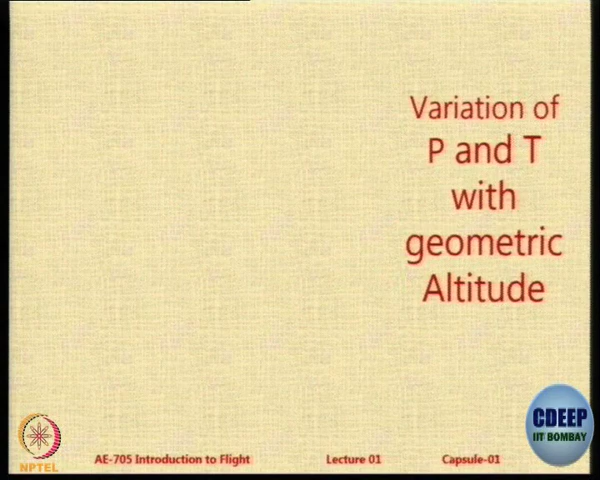 Variation of
P and T
with
geometric
Altitude
CDEEP
IIT BOMBAY
NPTEL
AE-705 Introduction to Flight
Lecture 01
Capsule-01